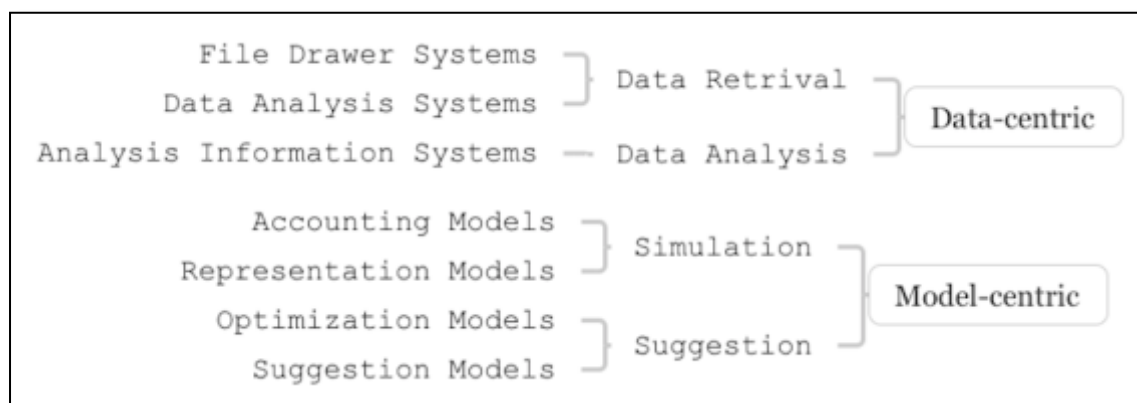 File Drawer Systems
Data Analysis Systems
Data Retrival
Analysis Information Systems
Data Analysis
Data-centric
Accounting Models
Representation Models
Simulation
Optimization Models
Suggestion Models
Suggestion
Model-centric